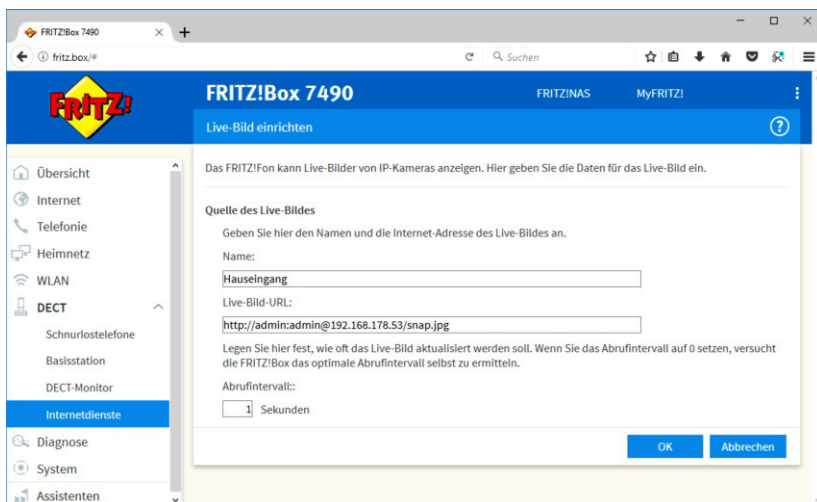 FRITZ!Box 7490
fritz.box/#
Suchen
FRITZ!
FRITZ!Box 7490
FRITZ!NAS
MyFRITZ!
Live-Bild einrichten
Übersicht
Internet
Telefonie
Heimnetz
WLAN
DECT
Schnurlostelefone
Basisstation
DECT-Monitor
Internetdienste
Diagnose
System
Assistenten
Das FRITZ!Fon kann Live-Bilder von IP-Kameras anzeigen. Hier geben Sie die Daten für das Live-Bild ein.
Quelle des Live-Bildes
Geben Sie hier den Namen und die Internet-Adresse des Live-Bildes an.
Name:
Hauseingang
Live-Bild-URL:
http://admin:admin@192.168.178.53/snap.jpg
Legen Sie hier fest, wie oft das Live-Bild aktualisiert werden soll. Wenn Sie das Abrufintervall auf 0 setzen, versucht
die FRITZ!Box das optimale Abrufintervall selbst zu ermitteln.
Abrufintervall::
1 Sekunden
OK
Abbrechen